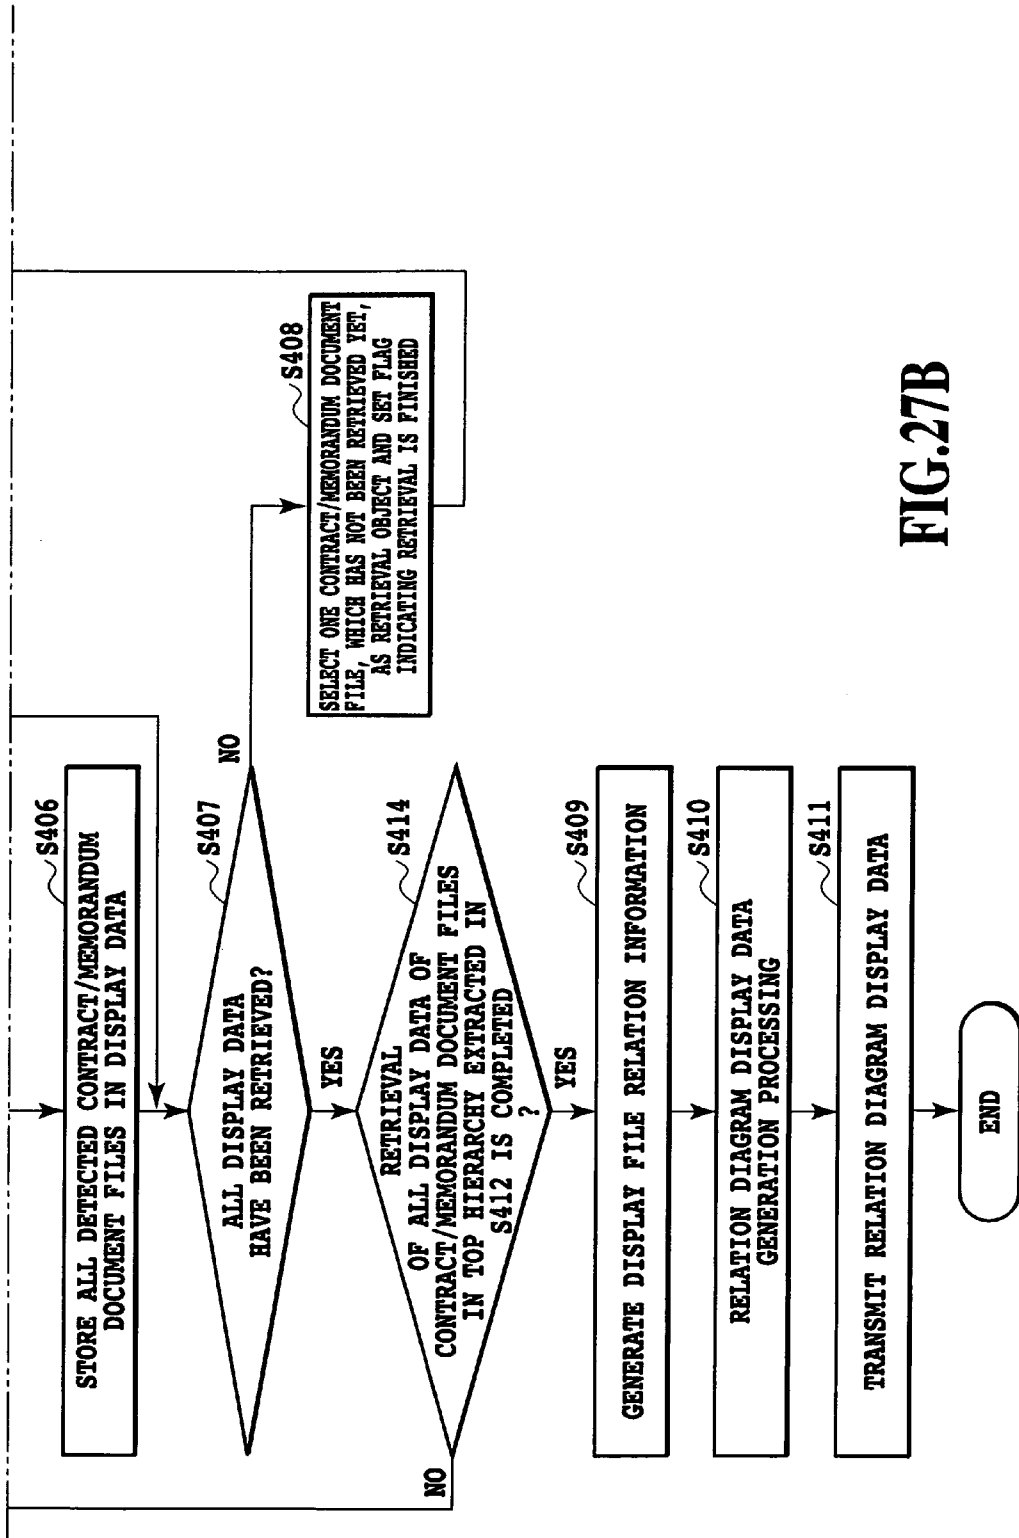 S406
STORE ALL DETECTED CONTRACT/MEMORANDUM
DOCUMENT FILES IN DISPLAY DATA
S407
ALL DISPLAY DATA
HAVE BEEN RETRIEVED?
NO
YES
S408
SELECT ONE CONTRACT/MEMORANDUM DOCUMENT
FILE, WHICH HAS NOT BEEN RETRIEVED YET,
AS RETRIEVAL OBJECT AND SET FLAG
INDICATING RETRIEVAL IS FINISHED
S414
RETRIEVAL
OF ALL DISPLAY DATA OF
CONTRACT/MEMORANDUM DOCUMENT FILES
IN TOP HIERARCHY EXTRACTED IN
S412 IS COMPLETED
?
NO
YES
S409
GENERATE DISPLAY FILE RELATION INFORMATION
S410
RELATION DIAGRAM DISPLAY DATA
GENERATION PROCESSING
S411
TRANSMIT RELATION DIAGRAM DISPLAY DATA
END
FIG.27B